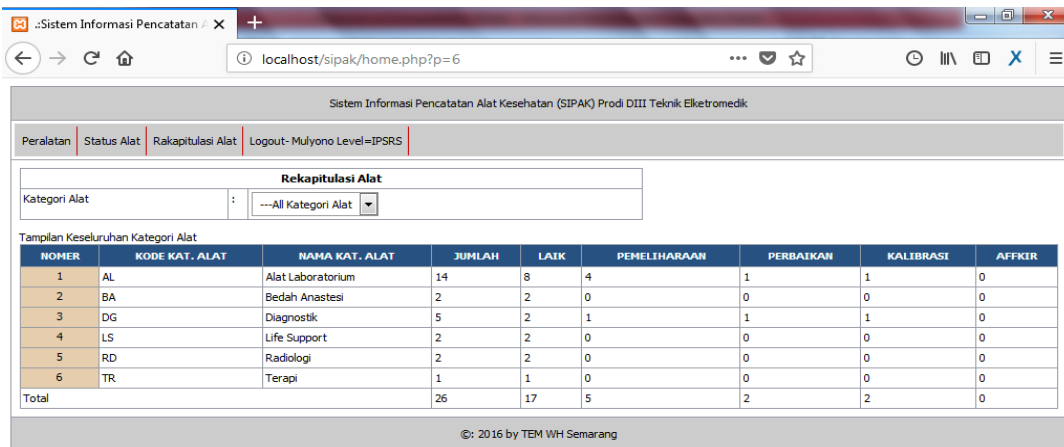 .:Sistem Informasi Pencatatan A
localhost/sipak/home.php?p=6
Sistem Informasi Pencatatan Alat Kesehatan (SIPAK) Prodi DIII Teknik Elketromedik
Peralatan Status Alat Rakapitulasi Alat Logout- Mulyono Level=IPSRS
Rekapitulasi Alat
Kategori Alat : ---All Kategori Alat
Tampilan Keseluruhan Kategori Alat
NOMER KODE KAT. ALAT NAMA KAT. ALAT JUMLAH LAIK PEMELIHARAAN PERBAIKAN KALIBRASI AFFKIR
1 AL Alat Laboratorium 14 8 4 1 1 0
2 BA Bedah Anastesi 2 2 0 0 0 0
3 DG Diagnostik 5 2 1 1 1 0
4 LS Life Support 2 2 0 0 0 0
5 RD Radiologi 2 2 0 0 0 0
6 TR Terapi 1 1 0 0 0 0
Total 26 17 5 2 2 0
©: 2016 by TEM WH Semarang